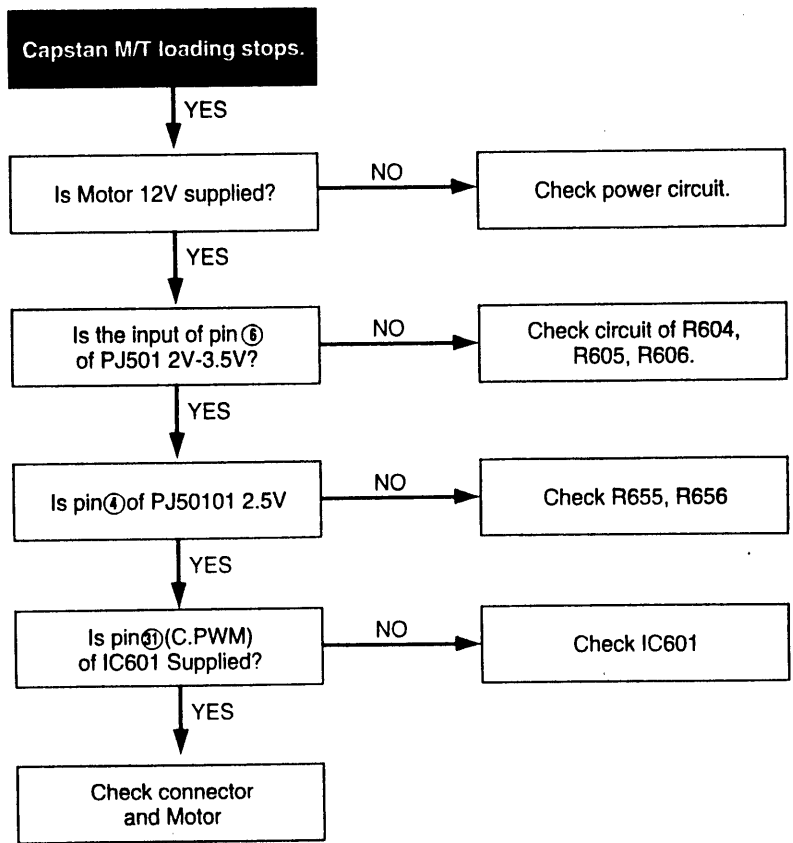 Capstan M/T loading stops.
YES
Is Motor 12V supplied?
NO
Check power circuit.
YES
Is the input of pin ⑥
of PJ501 2V-3.5V?
NO
Check circuit of R604,
R605, R606.
YES
Is pin④of PJ50101 2.5V
NO
Check R655, R656
YES
Is pin㉛(C.PWM)
of IC601 Supplied?
NO
Check IC601
YES
Check connector
and Motor